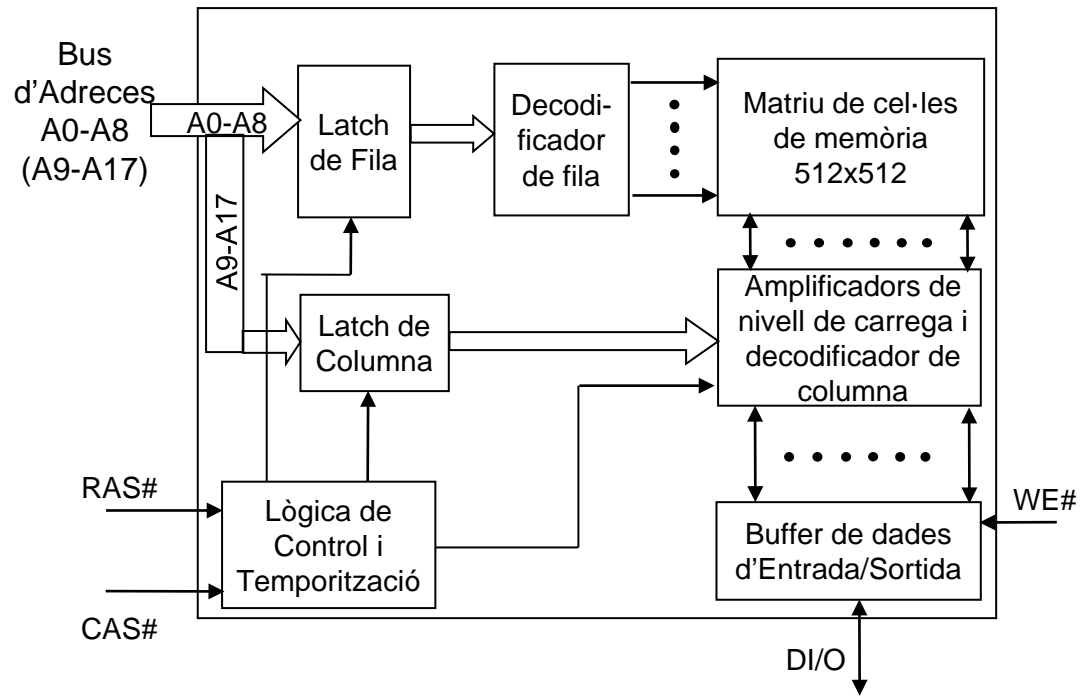 Bus
d’Adreces
A0-A8
(A9-A17)
A0-A8
A9-A17
Latch
de Fila
Decodi-
ficador
de fila
Matriu de cel·les
de memòria
512x512
Latch de
Columna
Amplificadors de
nivell de carrega i
decodificador de
columna
RAS#
CAS#
Lògica de
Control i
Temporització
Buffer de dades
d’Entrada/Sortida
WE#
DI/O